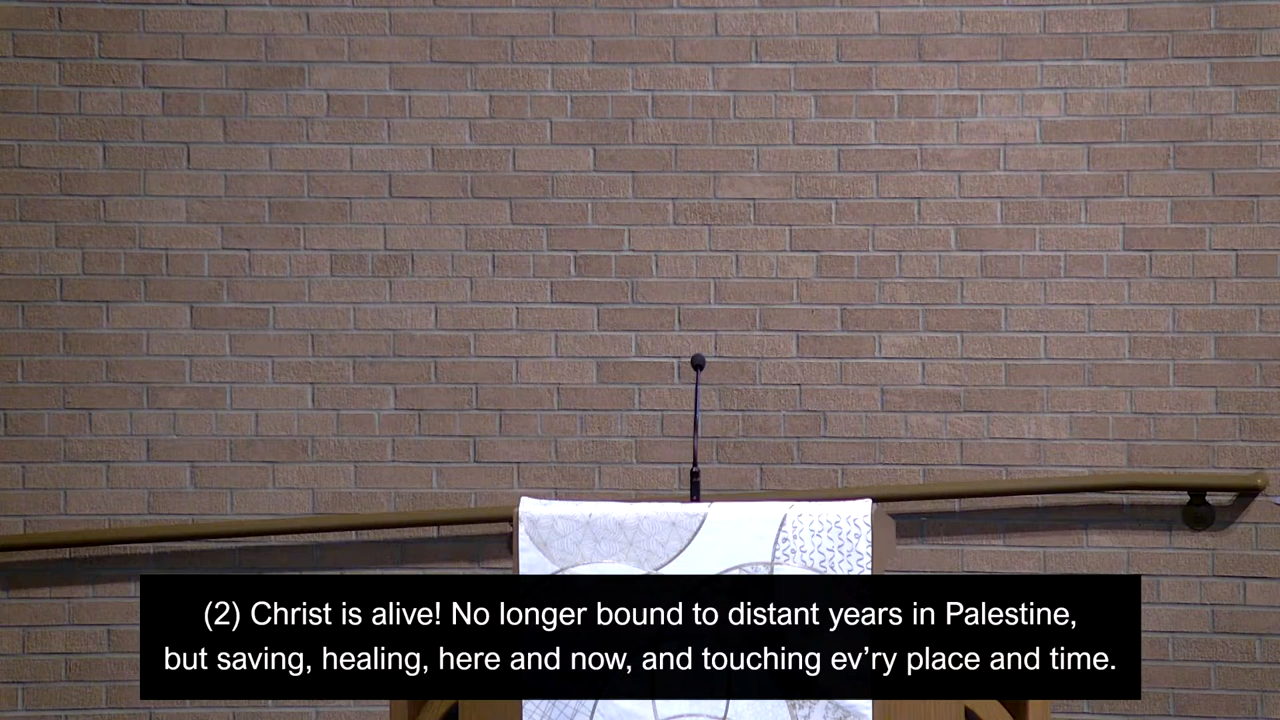 (2) Christ is alive! No longer bound to distant years in Palestine,
but saving, healing, here and now, and touching ev’ry place and time.